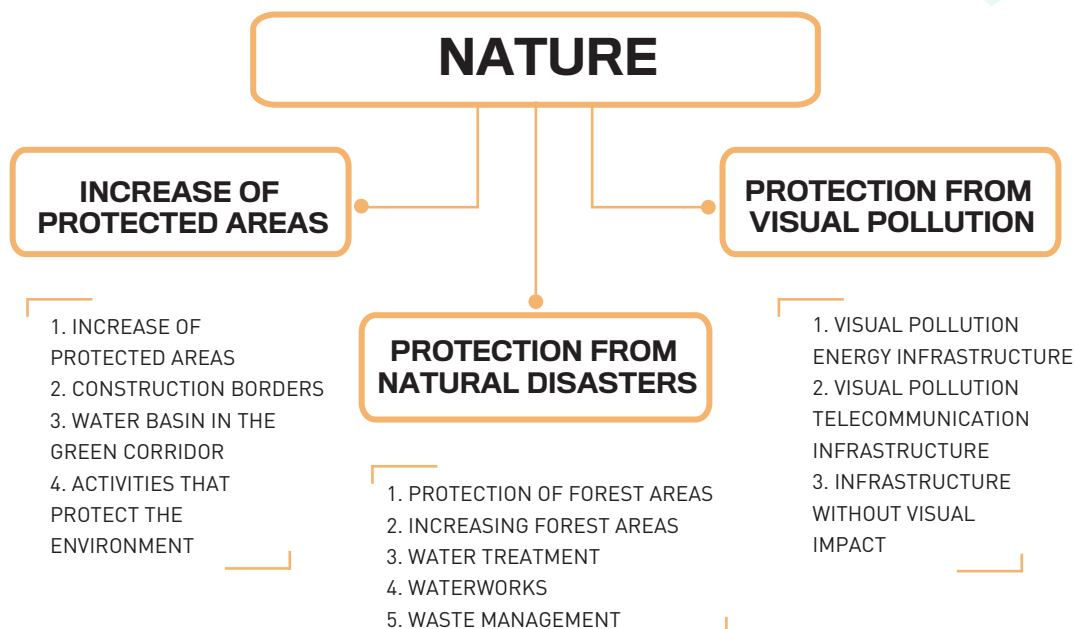 NATURE
INCREASE OF
PROTECTED AREAS
1. INCREASE OF
PROTECTED AREAS
2. CONSTRUCTION BORDERS
3. WATER BASIN IN THE
GREEN CORRIDOR
4. ACTIVITIES THAT
PROTECT THE
ENVIRONMENT
PROTECTION FROM
NATURAL DISASTERS
1. PROTECTION OF FOREST AREAS
2. INCREASING FOREST AREAS
3. WATER TREATMENT
4. WATERWORKS
5. WASTE MANAGEMENT
PROTECTION FROM
VISUAL POLLUTION
1. VISUAL POLLUTION
ENERGY INFRASTRUCTURE
2. VISUAL POLLUTION
TELECOMMUNICATION
INFRASTRUCTURE
3. INFRASTRUCTURE
WITHOUT VISUAL
IMPACT